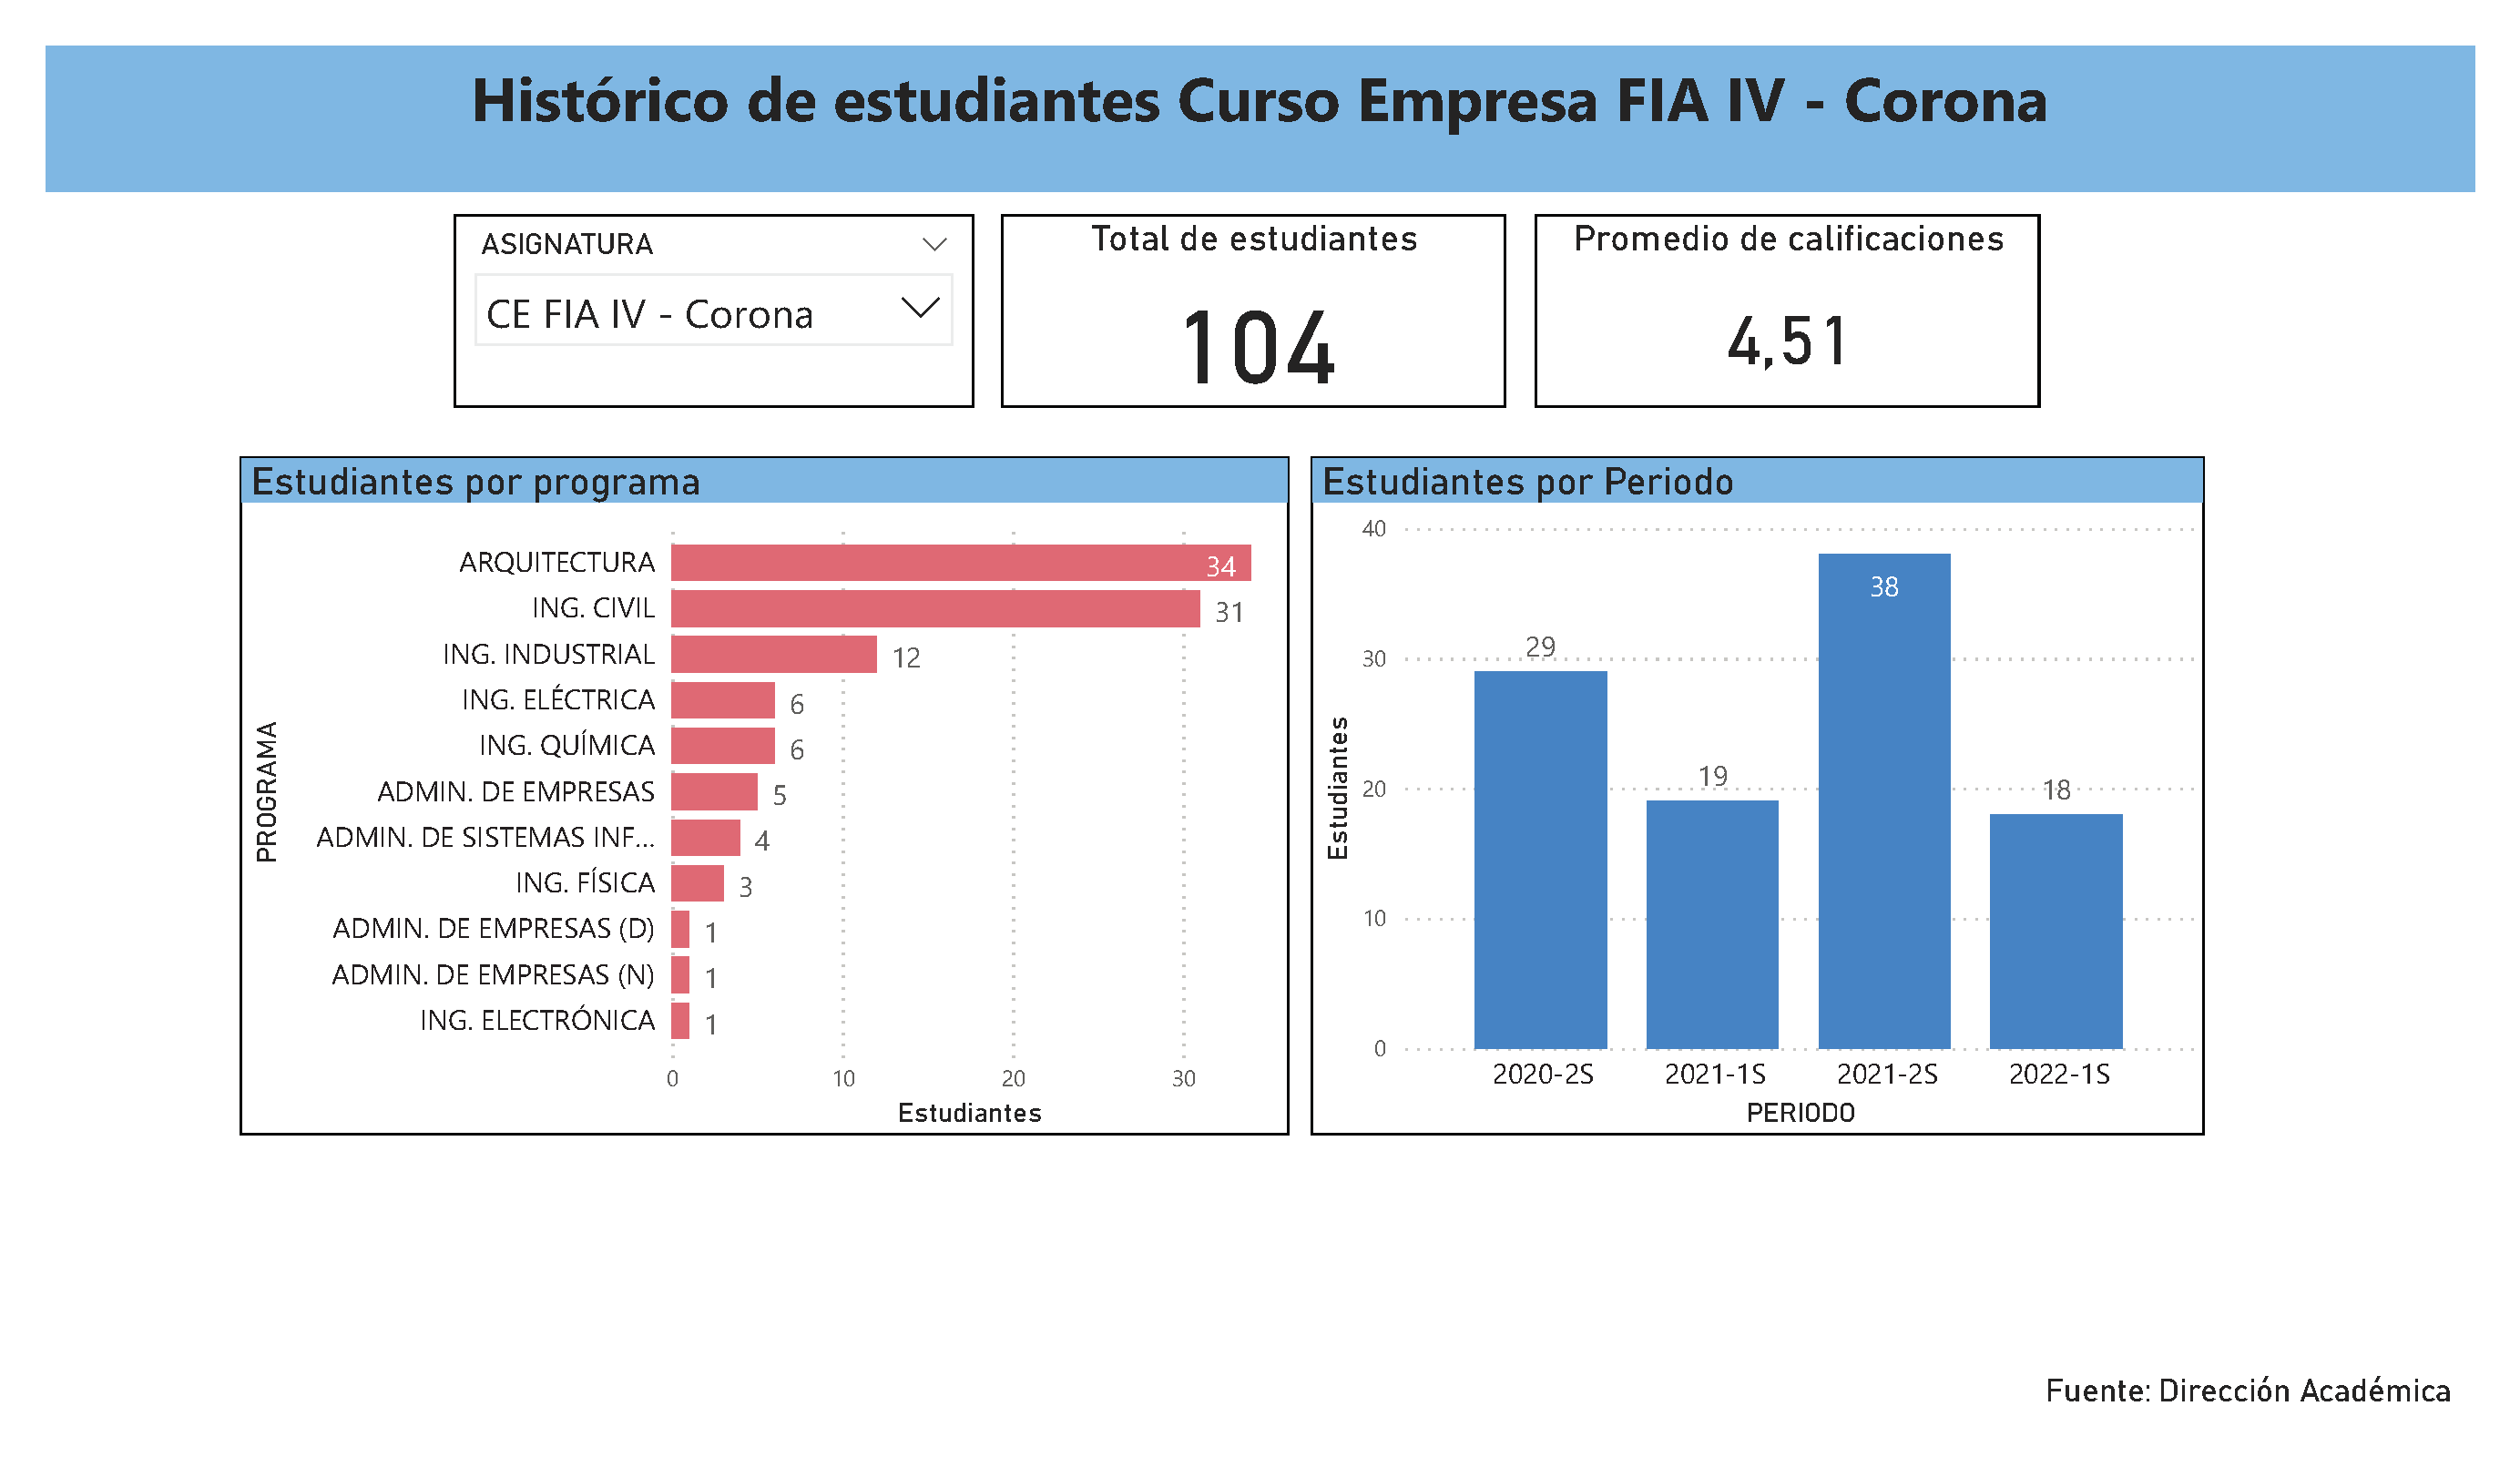 Histórico de estudiantes Curso Empresa FIA IV - Corona
ASIGNATURA
CE FIA IV - Corona
Total de estudiantes
104
Promedio de calificaciones
4,51
Estudiantes por programa
PROGRAMA
ARQUITECTURA 34
ING. CIVIL 31
ING. INDUSTRIAL 12
ING. ELÉCTRICA 6
ING. QUÍMICA 6
ADMIN. DE EMPRESAS 5
ADMIN. DE SISTEMAS INF... 4
ING. FÍSICA 3
ADMIN. DE EMPRESAS (D) 1
ADMIN. DE EMPRESAS (N) 1
ING. ELECTRÓNICA 1
0 10 20 30
Estudiantes
Estudiantes por Periodo
Estudiantes
40
30
20
10
0
29
19
38
18
2020-2S 2021-1S 2021-2S 2022-1S
PERIODO
Fuente: Dirección Académica